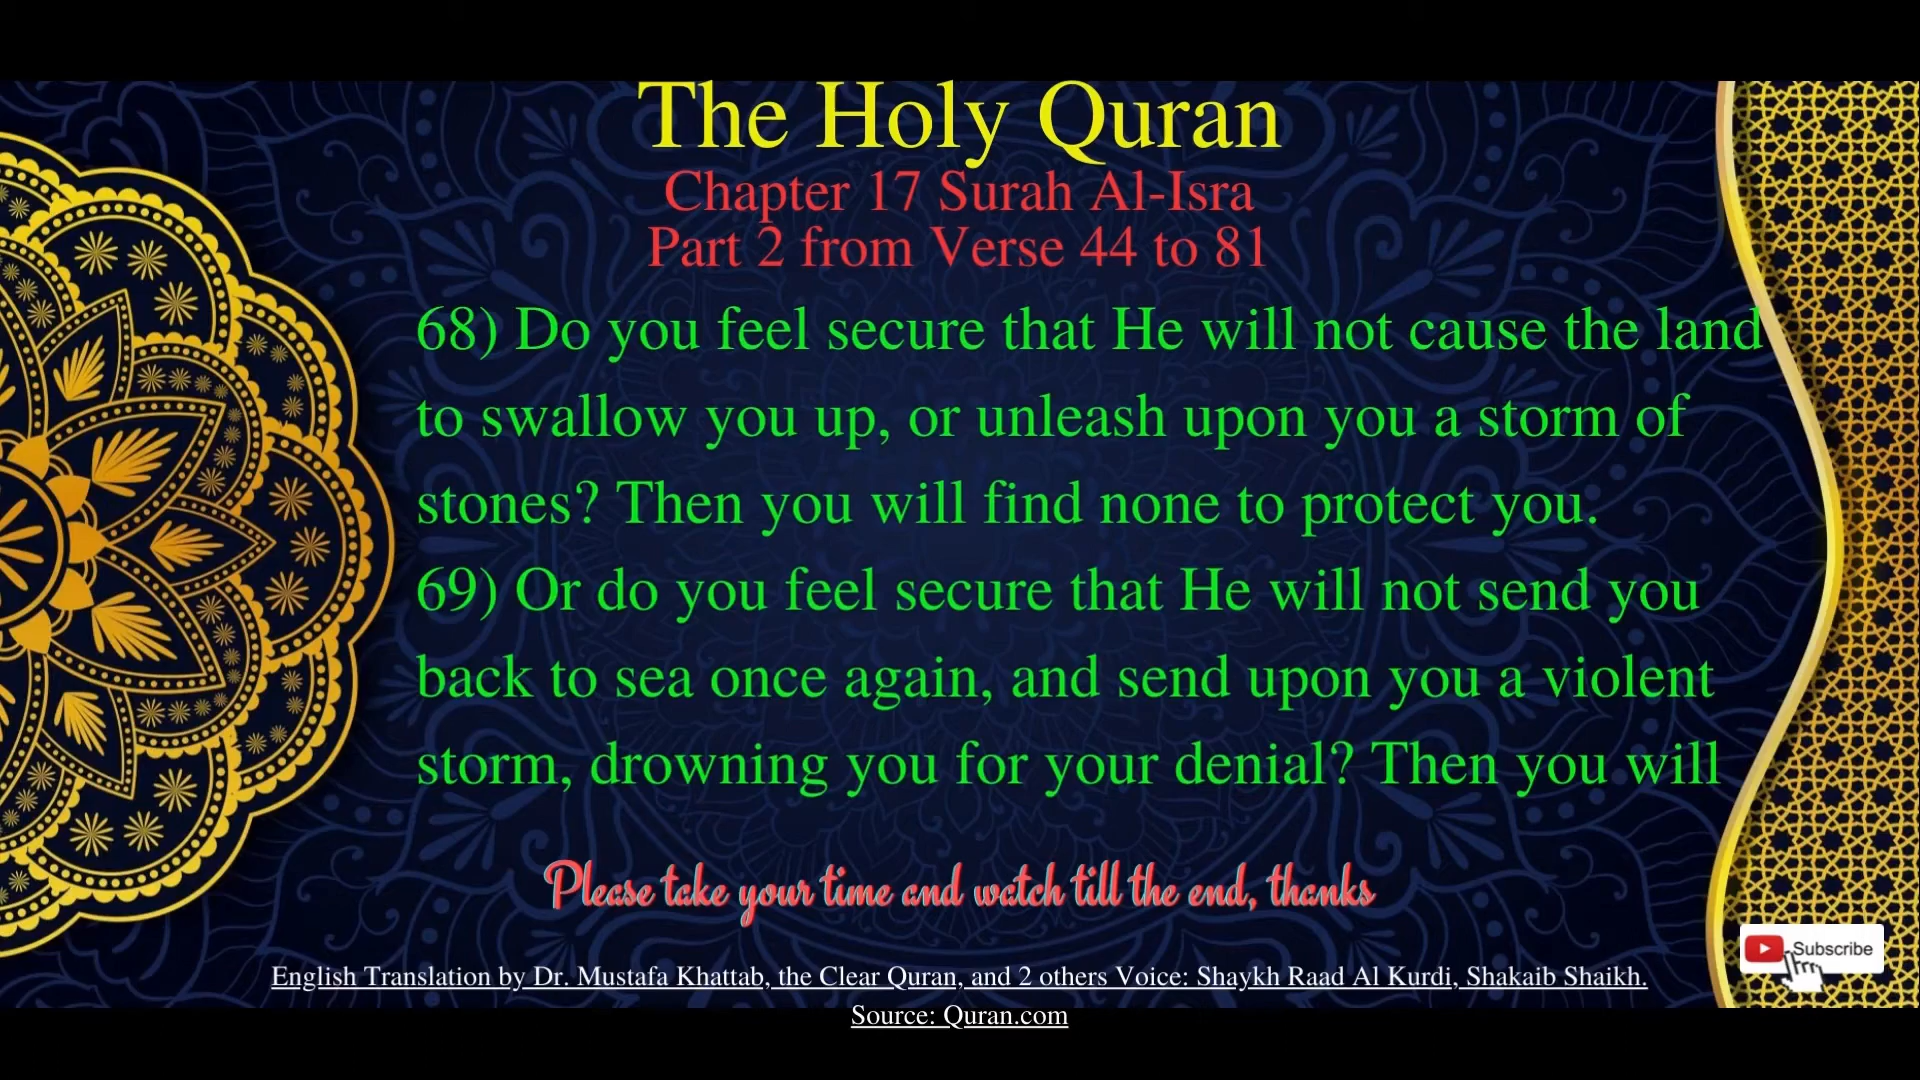 The Holy Quran
Chapter 17 Surah Al-Isra
Part 2 from Verse 44 to 81
68) Do you feel secure that He will not cause the land
to swallow you up, or unleash upon you a storm of
stones? Then you will find none to protect you.
69) Or do you feel secure that He will not send you
back to sea once again, and send upon you a violent
storm, drowning you for your denial? Then you will
Please take your time and watch till the end, thanks
Subscribe
English Translation by Dr. Mustafa Khattab, the Clear Quran, and 2 others Voice: Shaykh Raad Al Kurdi, Shakaib Shaikh.
Source: Quran.com